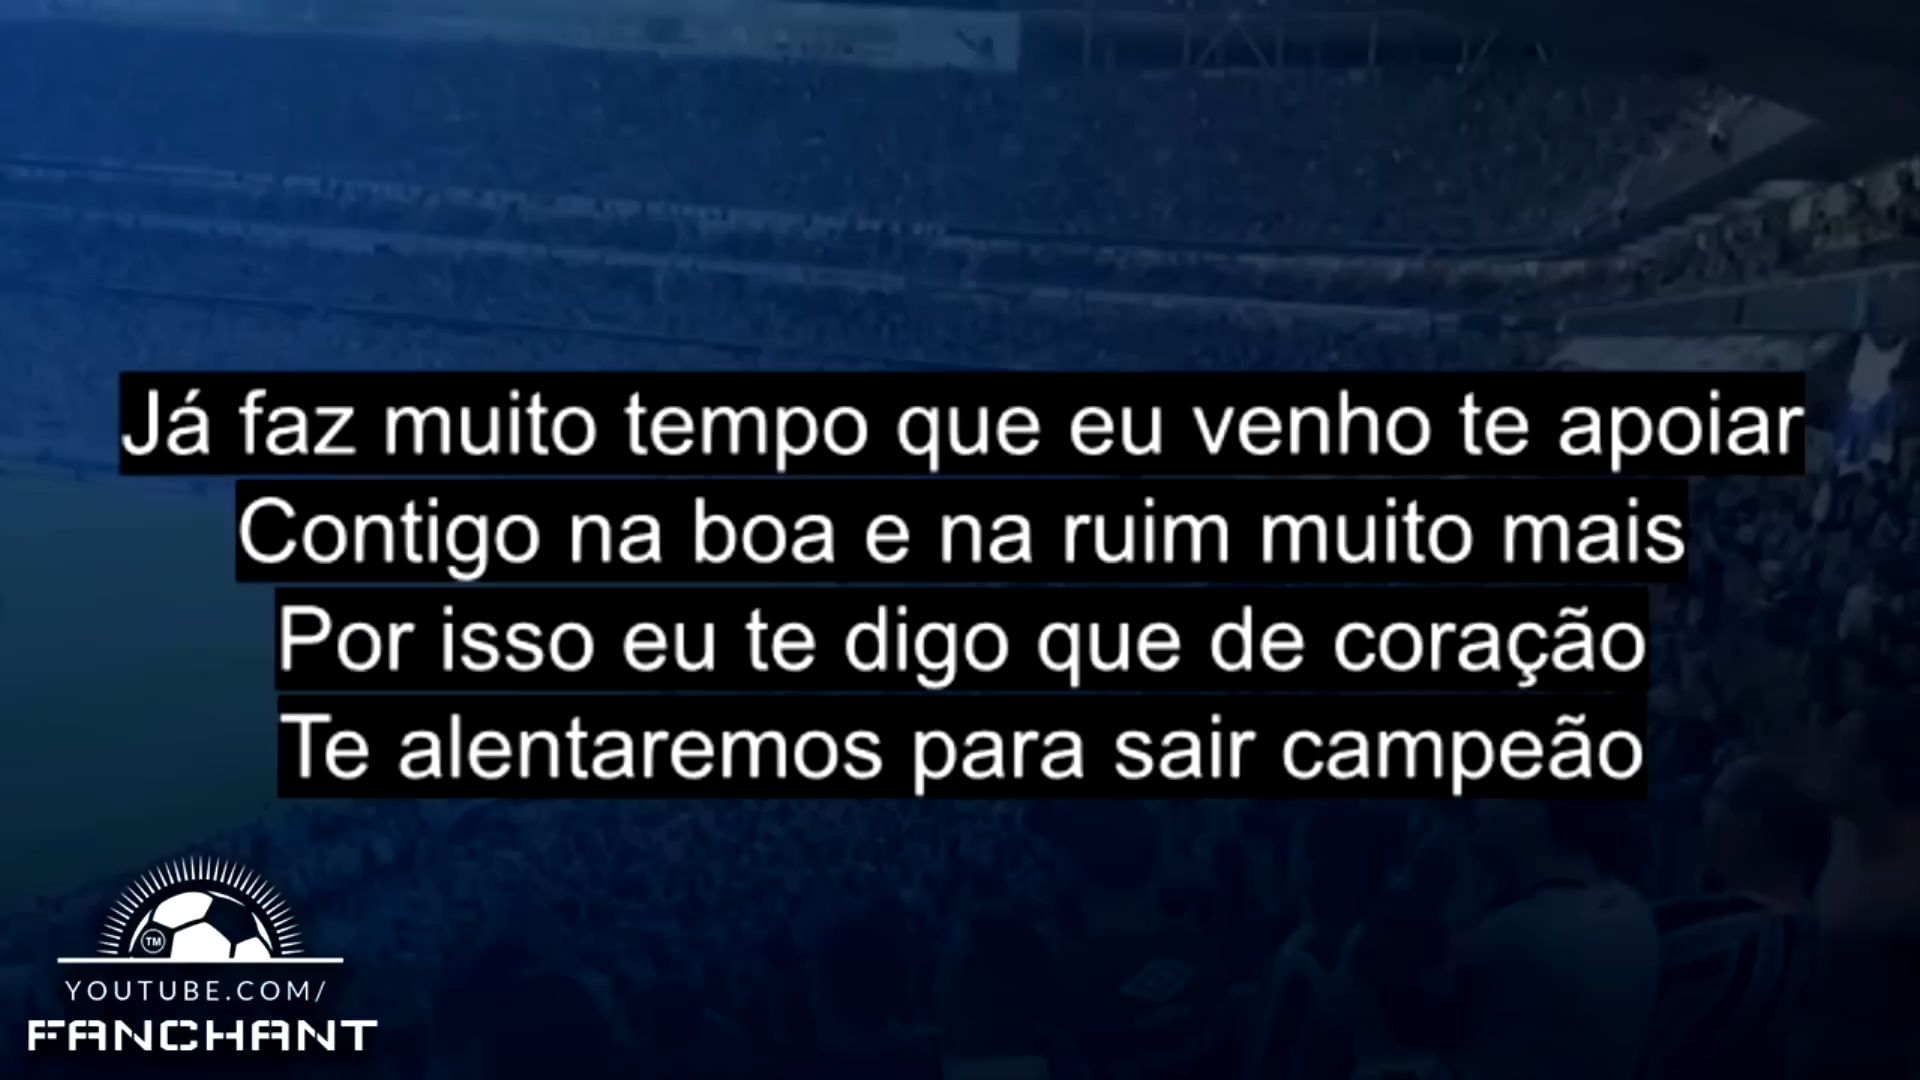 Já faz muito tempo que eu venho te apoiar
Contigo na boa e na ruim muito mais
Por isso eu te digo que de coração
Te alentaremos para sair campeão
TM
YOUTUBE.COM/
FANCHANT